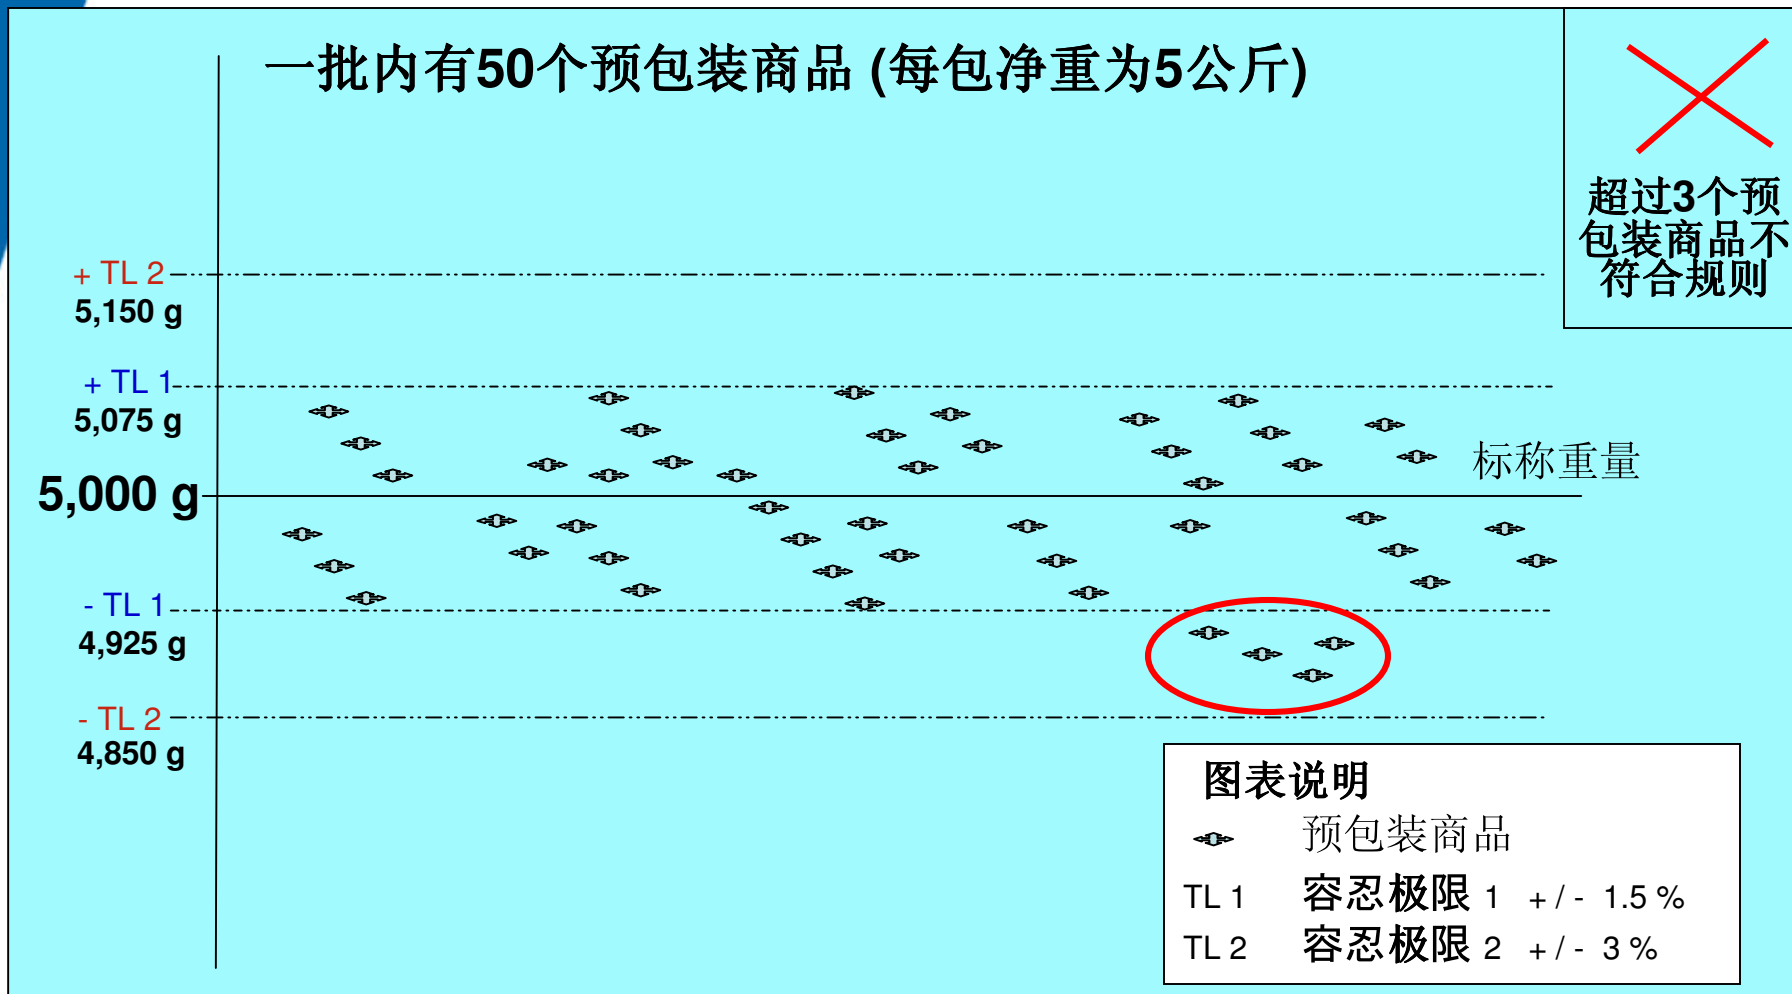 一批内有50个预包装商品 (每包净重为5公斤)
超过3个预
包装商品不
符合规则
+ TL 2
5,150 g
+ TL 1
5,075 g
标称重量
5,000 g
- TL 1
4,925 g
- TL 2
4,850 g
图表说明
预包装商品
TL 1 容忍极限 1 + / - 1.5 %
TL 2 容忍极限 2 + / - 3 %